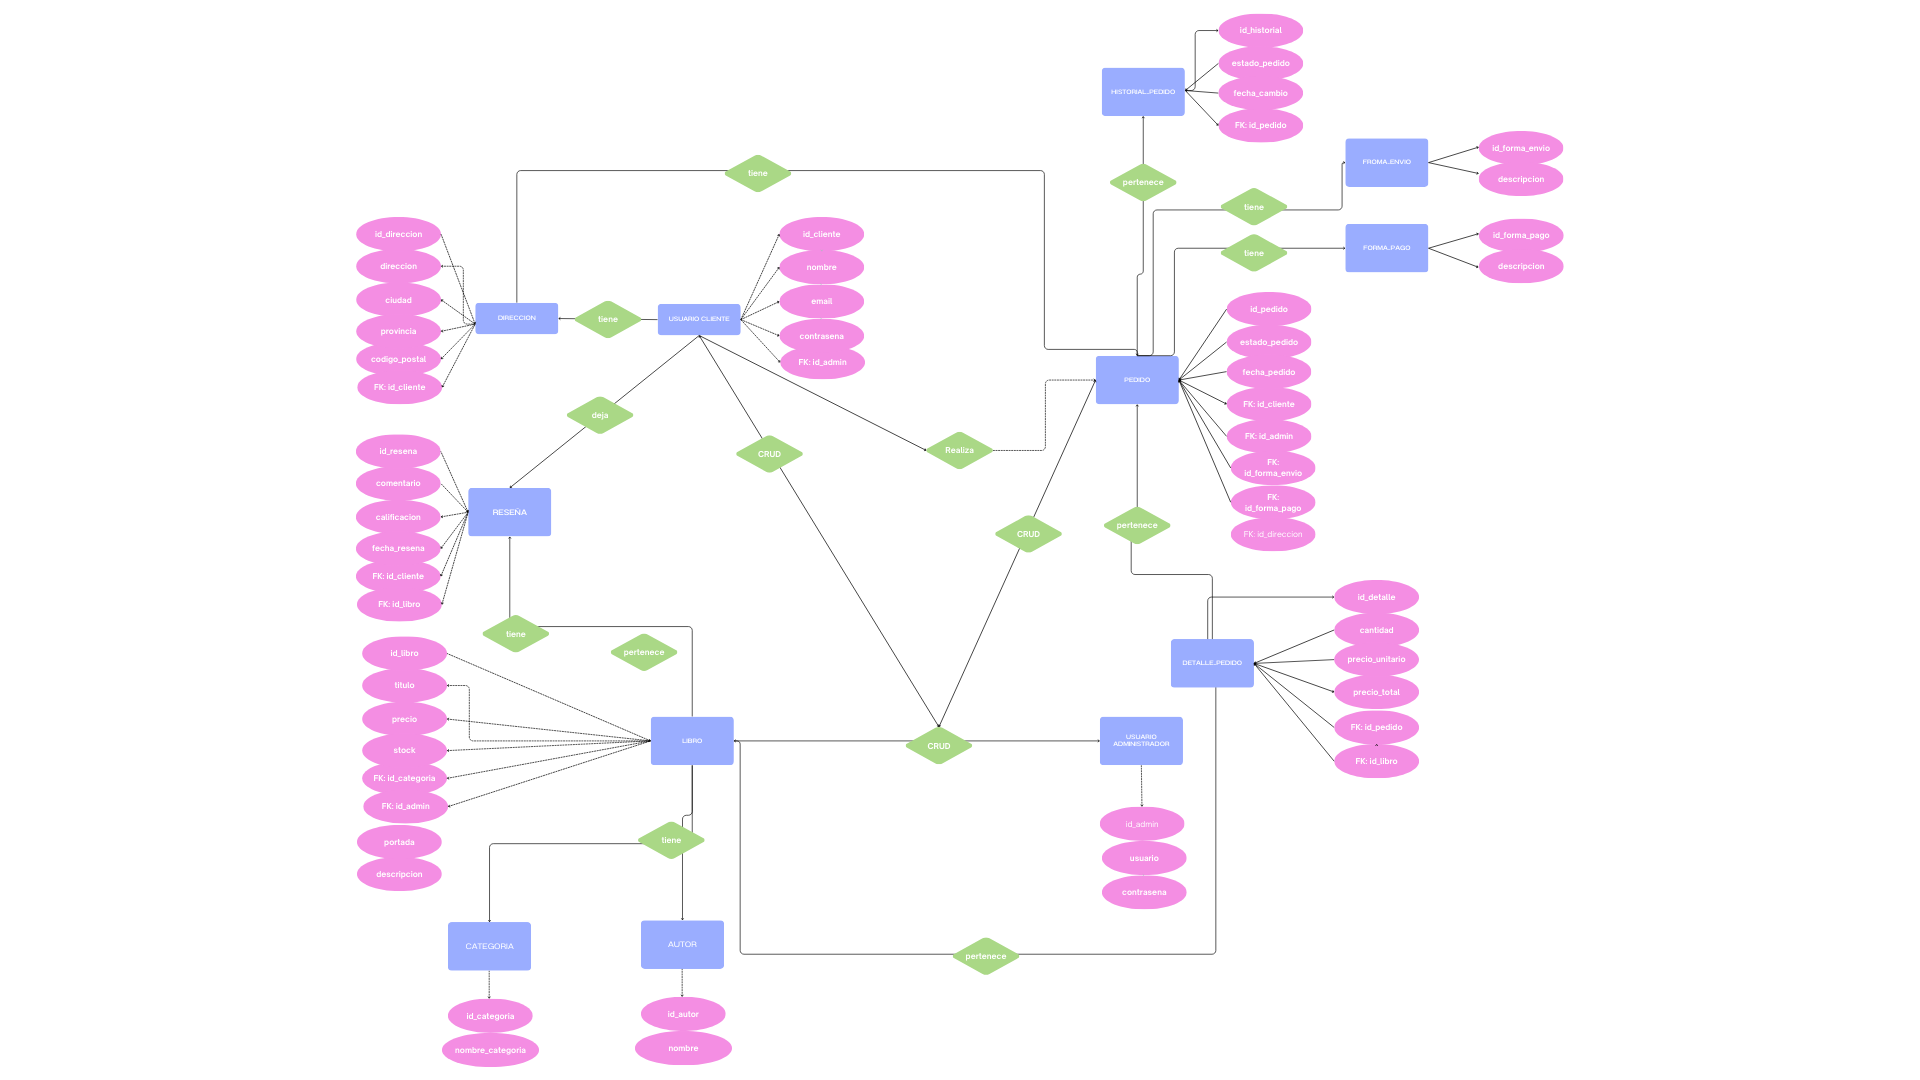 id_historial
estado_pedido
HISTORIAL_PEDIDO
fecha_cambio
FK: id_pedido
id_forma_envio
FROMA_ENVIO
descripcion
tiene
pertenece
tiene
id_forma_pago
FORMA_PAGO
tiene
descripcion
id_direccion
direccion
ciudad
provincia
codigo_postal
FK: id_cliente
DIRECCION
tiene
USUARIO CLIENTE
id_cliente
nombre
email
contrasena
FK: id_admin
id_pedido
estado_pedido
fecha_pedido
PEDIDO
FK: id_cliente
FK: id_admin
FK:
id_forma_envio
FK:
id_forma_pago
FK: id_direccion
deja
CRUD
Realiza
CRUD
pertenece
id_resena
comentario
calificacion
fecha_resena
FK: id_cliente
FK: id_libro
RESEÑA
tiene
pertenece
id_detalle
cantidad
precio_unitario
DETALLE_PEDIDO
precio_total
FK: id_pedido
FK: id_libro
id_libro
titulo
precio
stock
FK: id_categoria
FK: id_admin
portada
descripcion
LIBRO
CRUD
USUARIO
ADMINISTRADOR
id_admin
usuario
contrasena
tiene
CATEGORIA
AUTOR
pertenece
id_categoria
nombre_categoria
id_autor
nombre